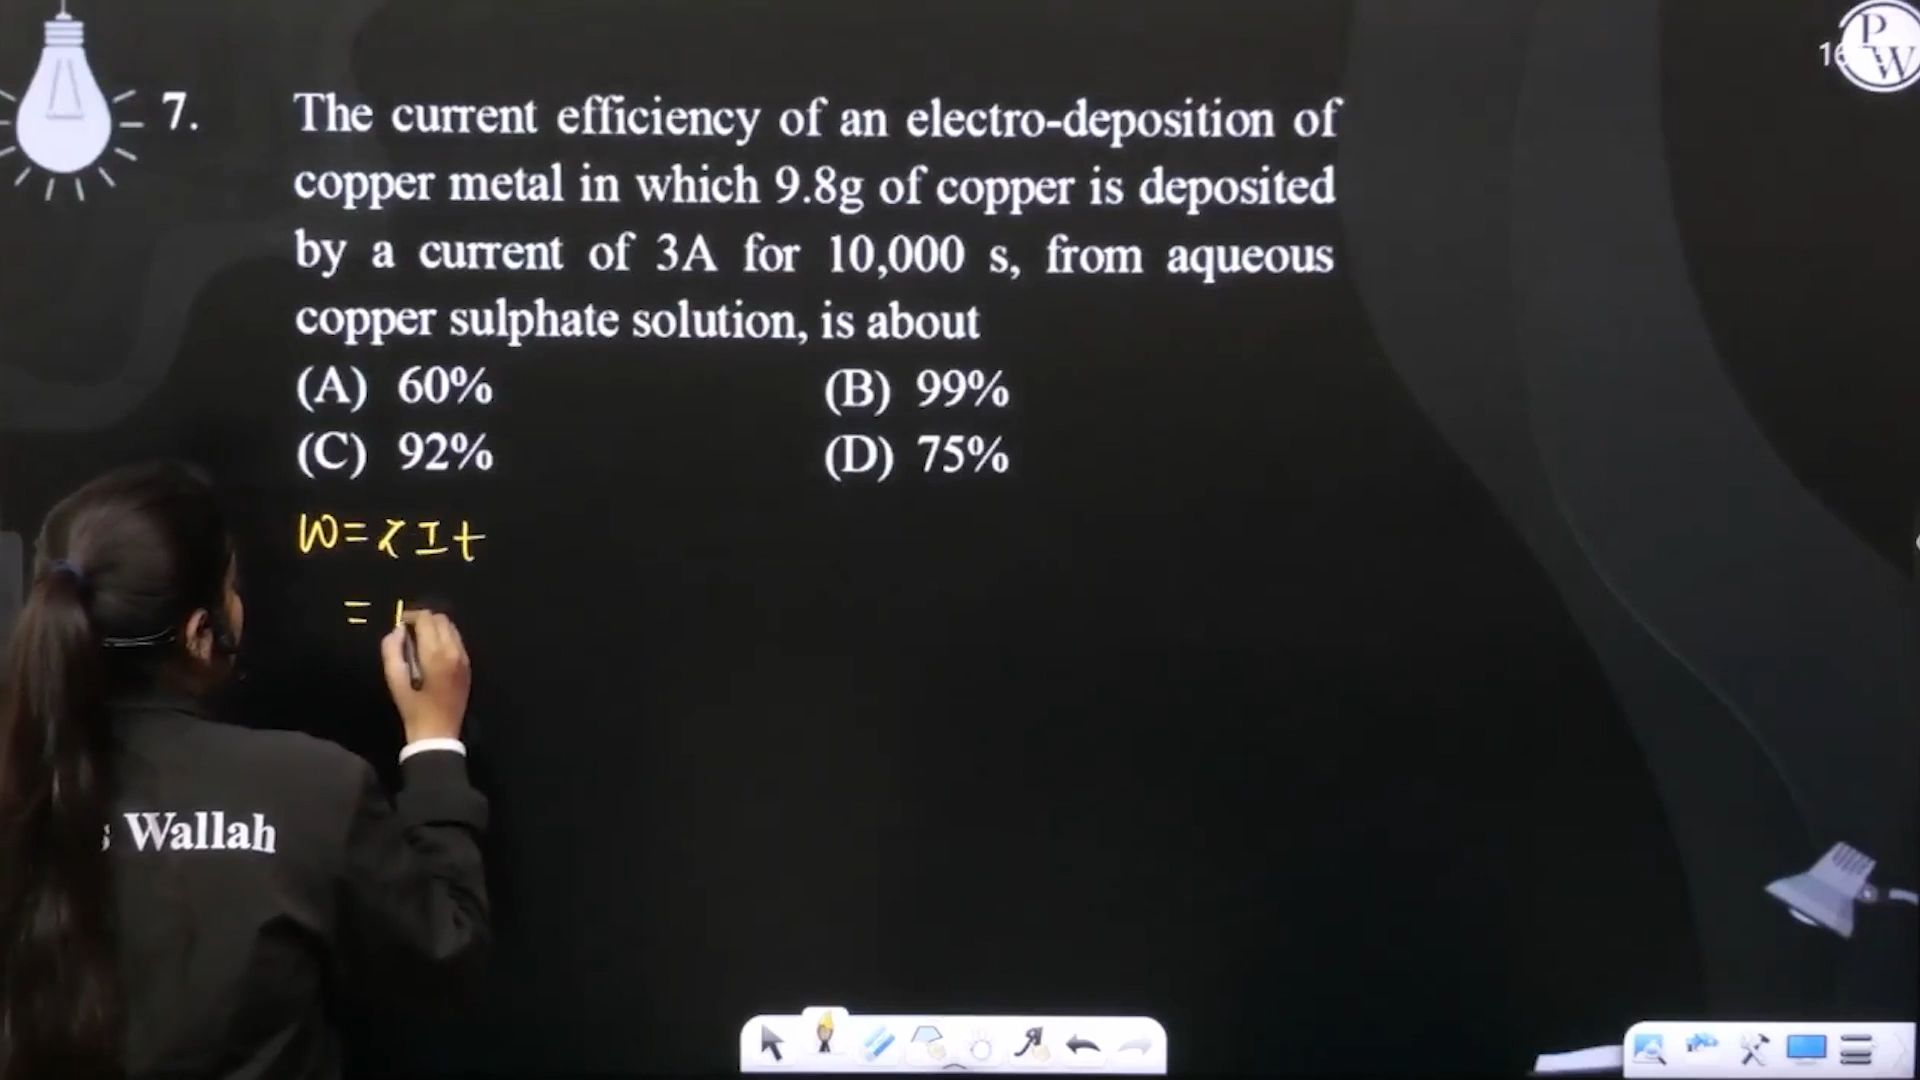 PW
16
7. The current efficiency of an electro-deposition of
copper metal in which 9.8g of copper is deposited
by a current of 3A for 10,000 s, from aqueous
copper sulphate solution, is about
(A) 60% (B) 99%
(C) 92% (D) 75%
W = Z I t
=
Wallah